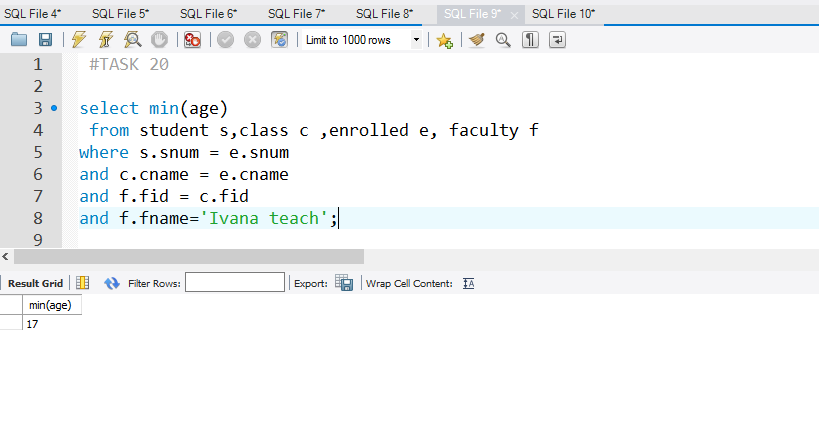 SQL File 4* SQL File 5* SQL File 6* SQL File 7* SQL File 8* SQL File 9* SQL File 10*
Limit to 1000 rows
1 #TASK 20
2
3 select min(age)
4 from student s,class c ,enrolled e, faculty f
5 where s.snum = e.snum
6 and c.cname = e.cname
7 and f.fid = c.fid
8 and f.fname='Ivana teach';
9
Result Grid Filter Rows: Export: Wrap Cell Content:
min(age)
17